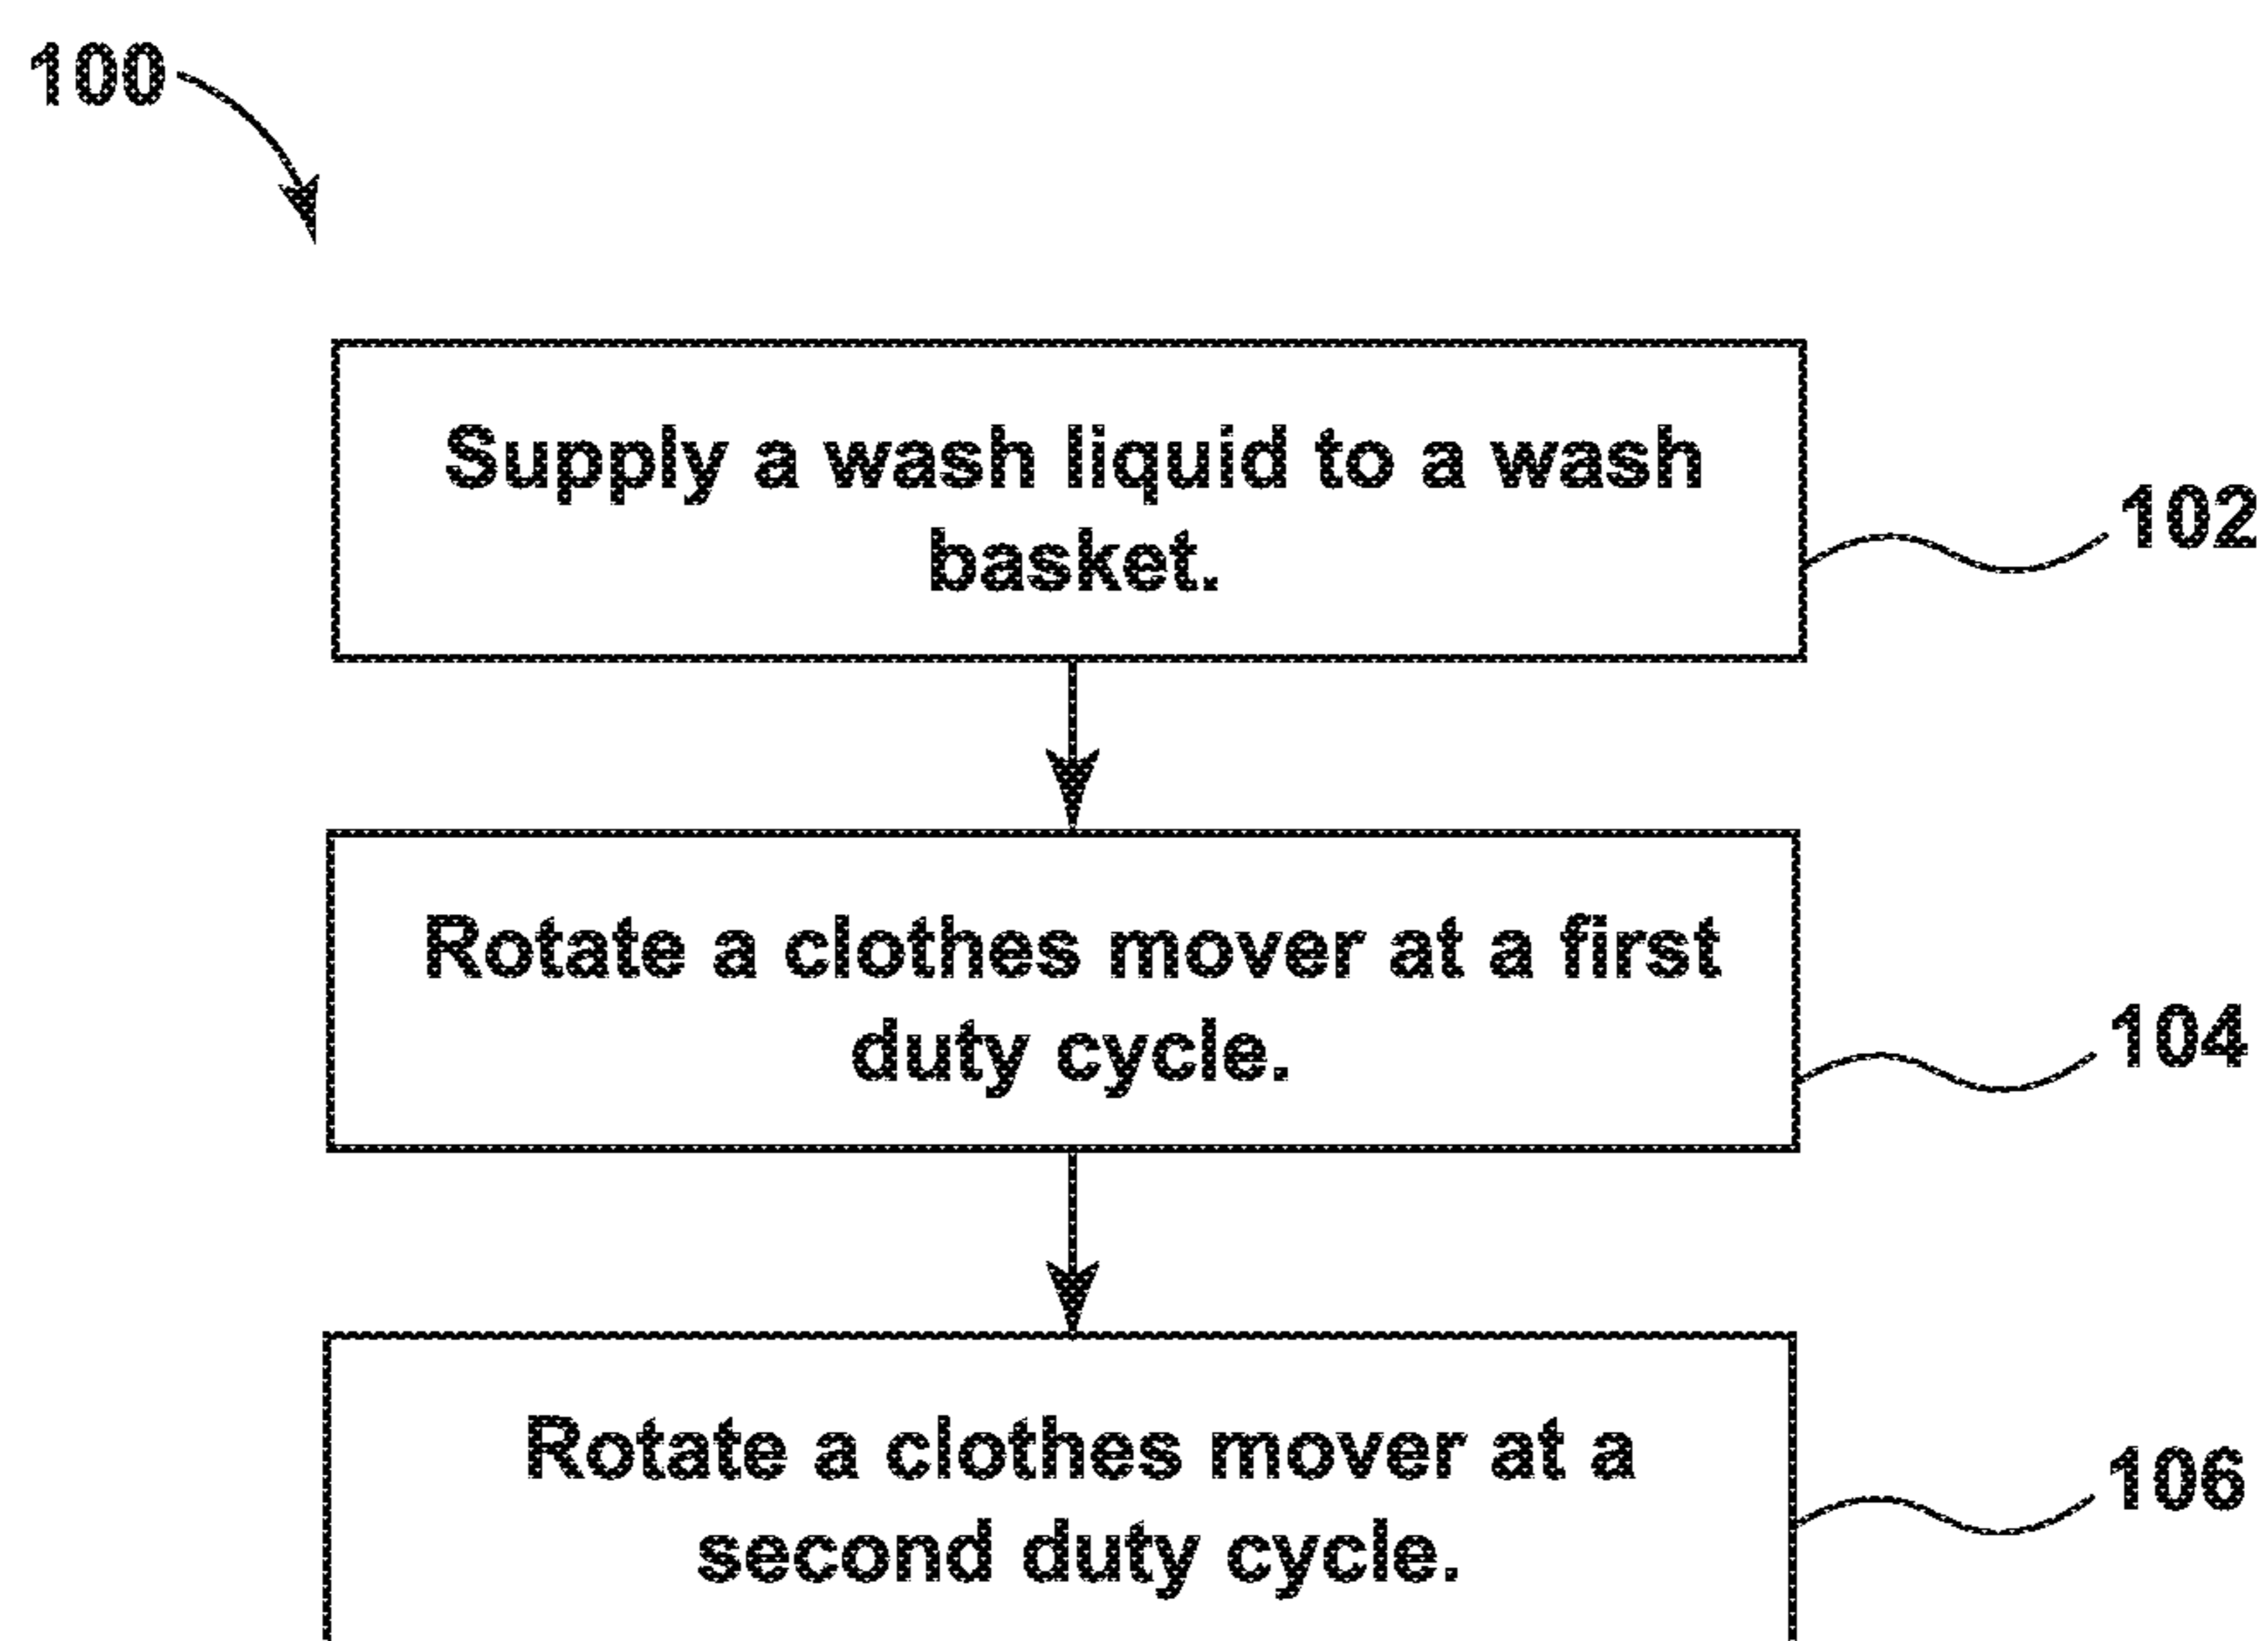 100
Supply a wash liquid to a wash
basket.
102
Rotate a clothes mover at a first
duty cycle.
104
Rotate a clothes mover at a
second duty cycle.
106